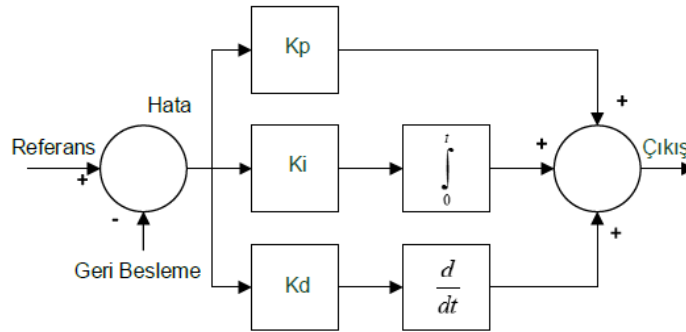 Kp
+
Hata
Referans
+
-
Geri Besleme
Ki
t
∫
0
+
Çıkış
Kd
d
dt
+